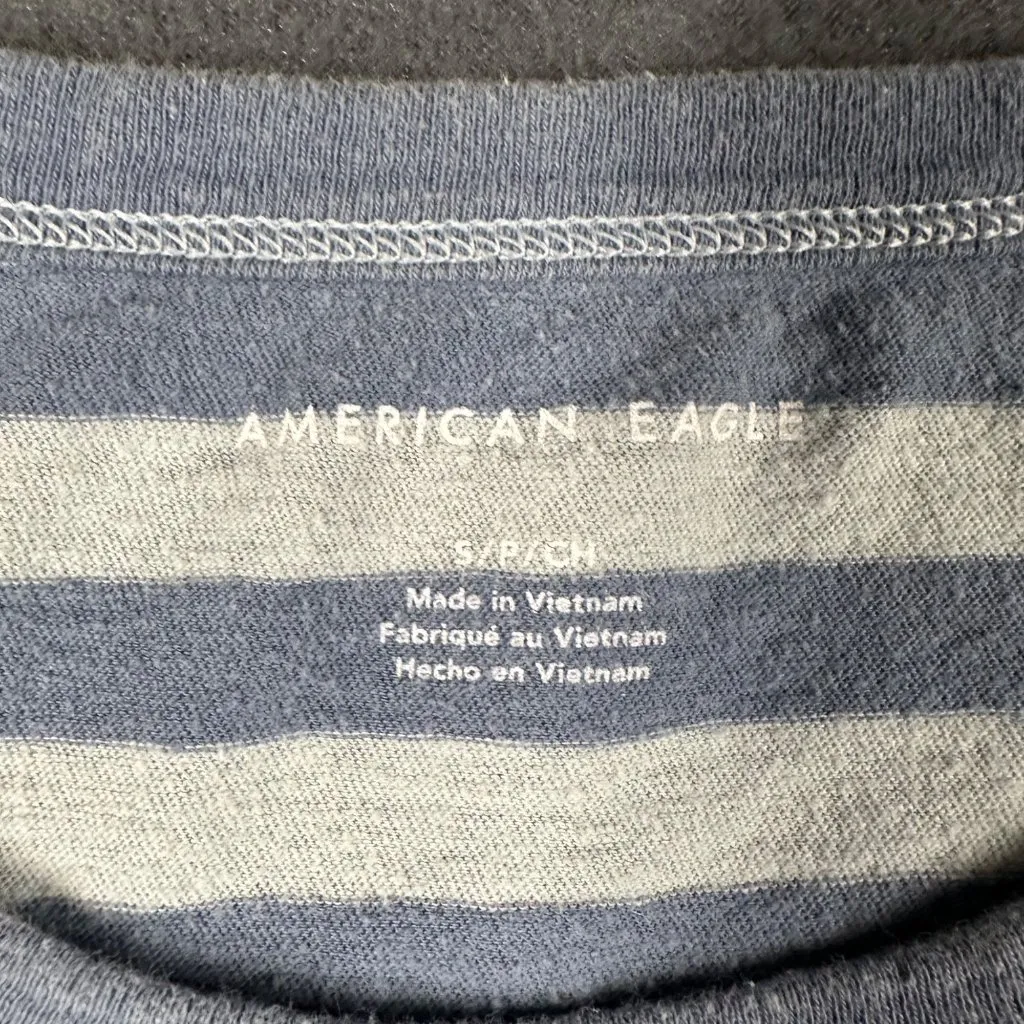 AMERICAN EAGLE
S/P/CH
Made in Vietnam
Fabriqué au Vietnam
Hecho en Vietnam